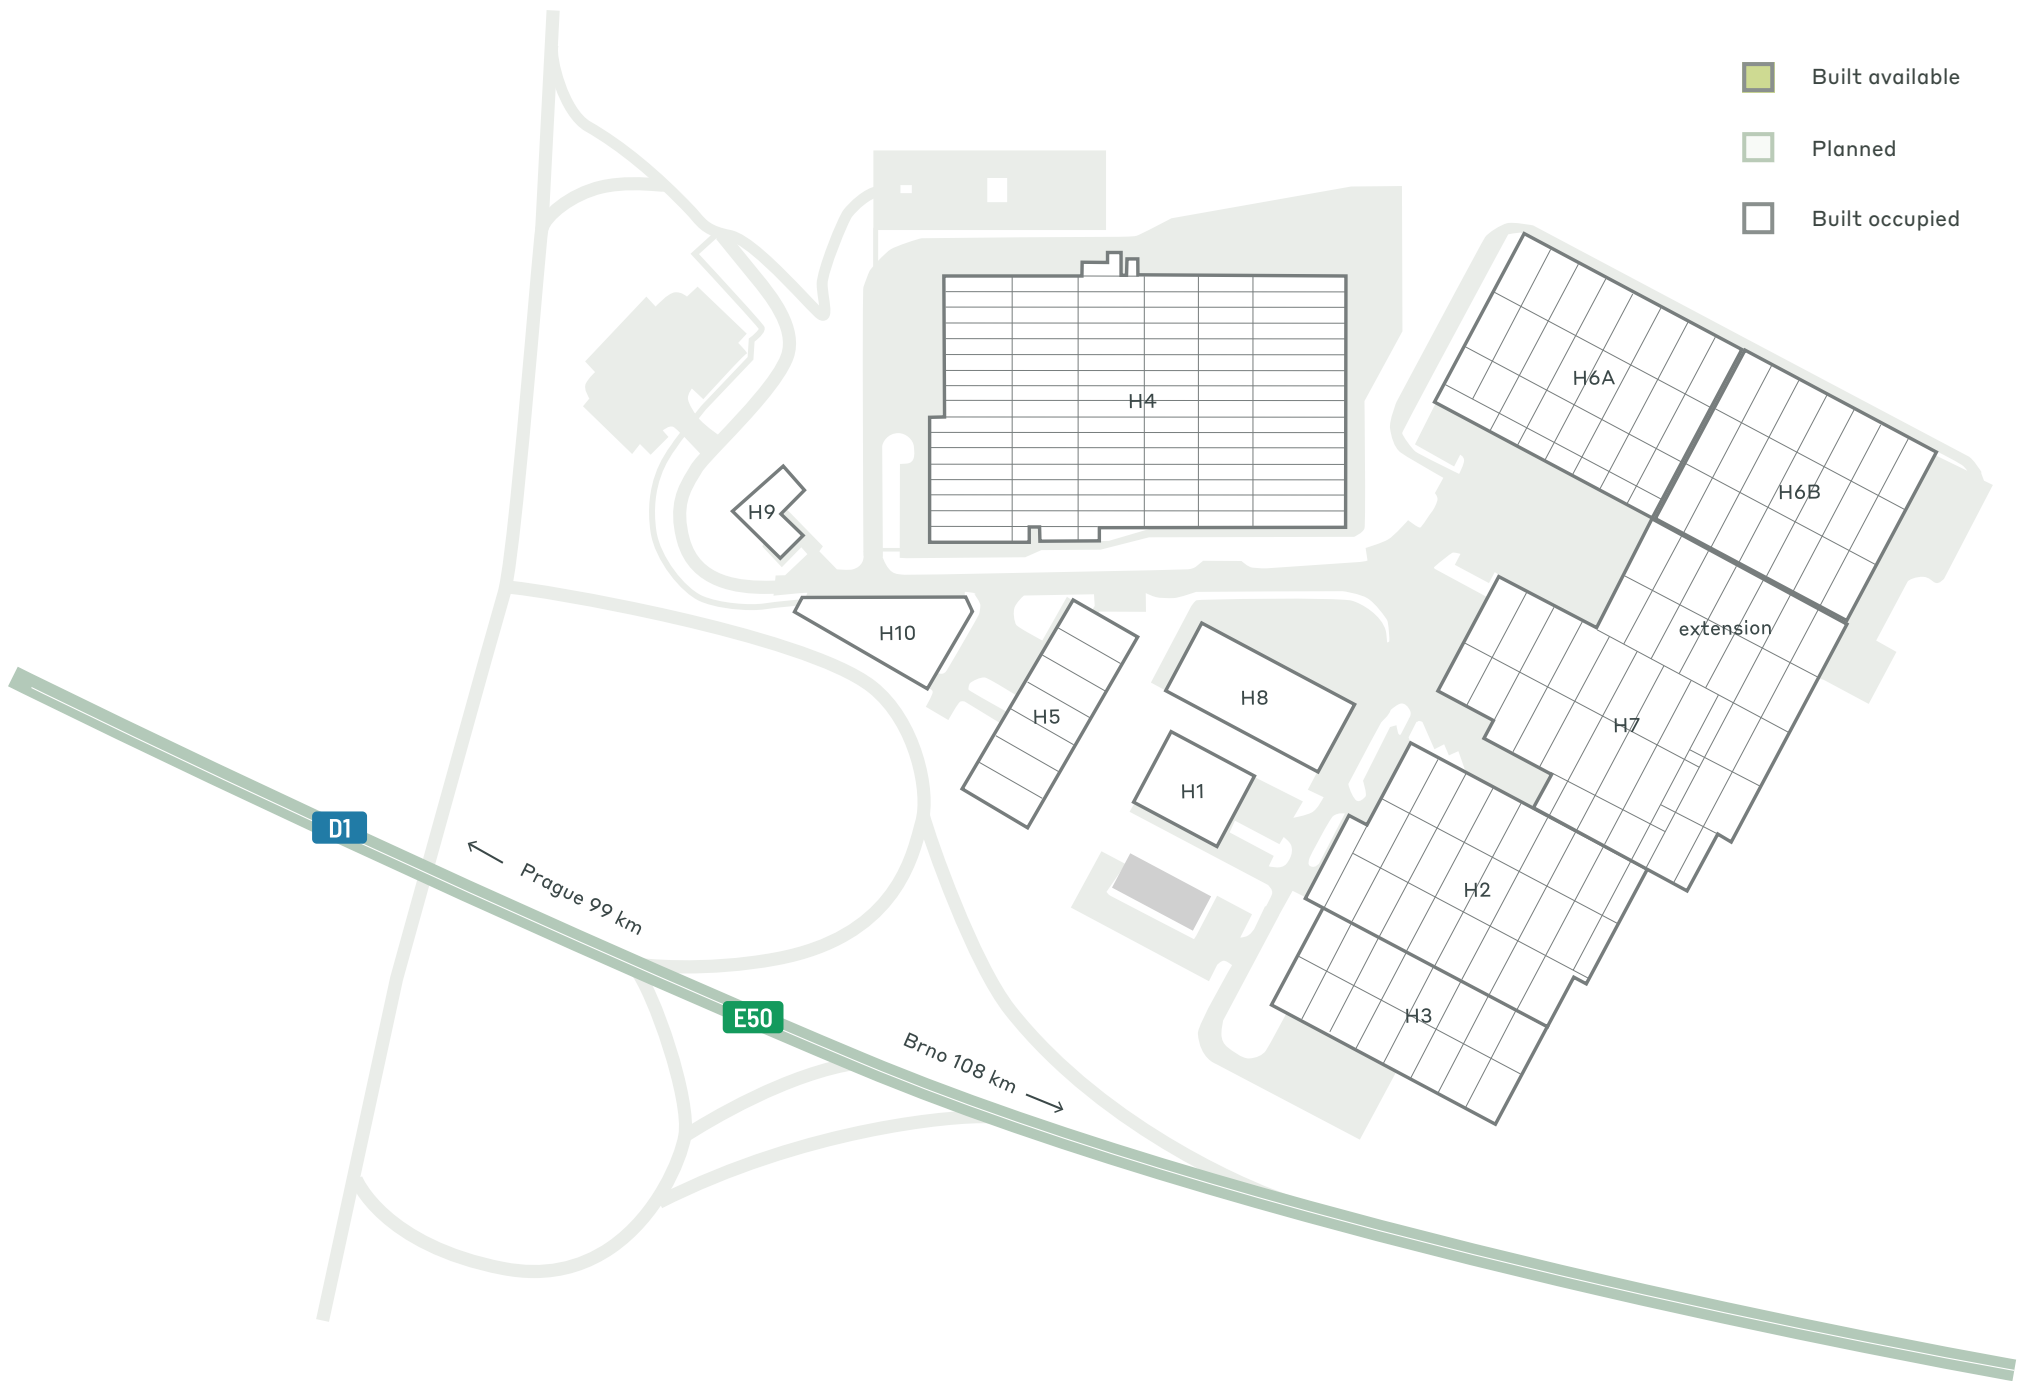 Built available
Planned
Built occupied
H6A
H4
H6B
H9
extension
H10
H8
H5
H7
H1
D1
Prague 99 km
H2
E50
H3
Brno 108 km